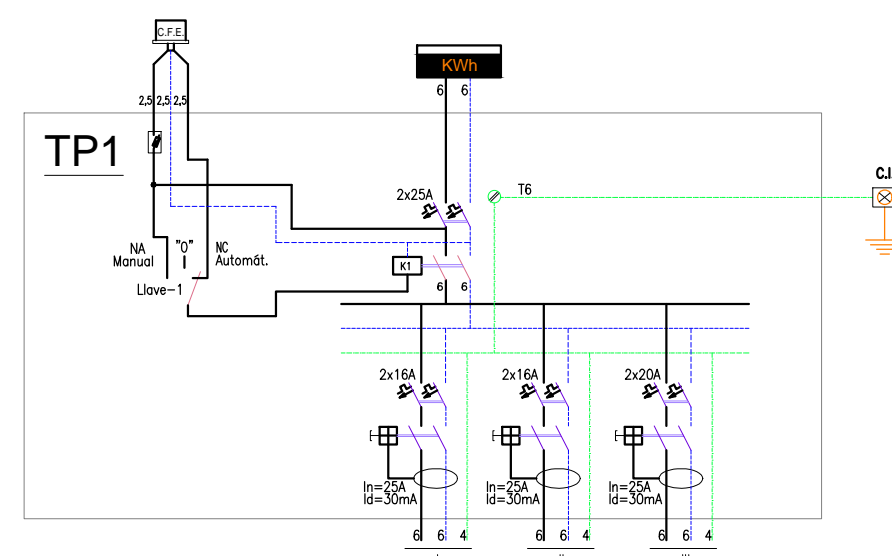 C.F.E.
KWh
2,5 2,5 2,5
6 6
TP1
2x25A
T6
C.I.
NA
Manual
"0"
NC
Automát.
Llave-1
K1
6 6
2x16A 2x16A 2x20A
In=25A
Id=30mA
In=25A
Id=30mA
In=25A
Id=30mA
6 6 4 6 6 4 6 6 4